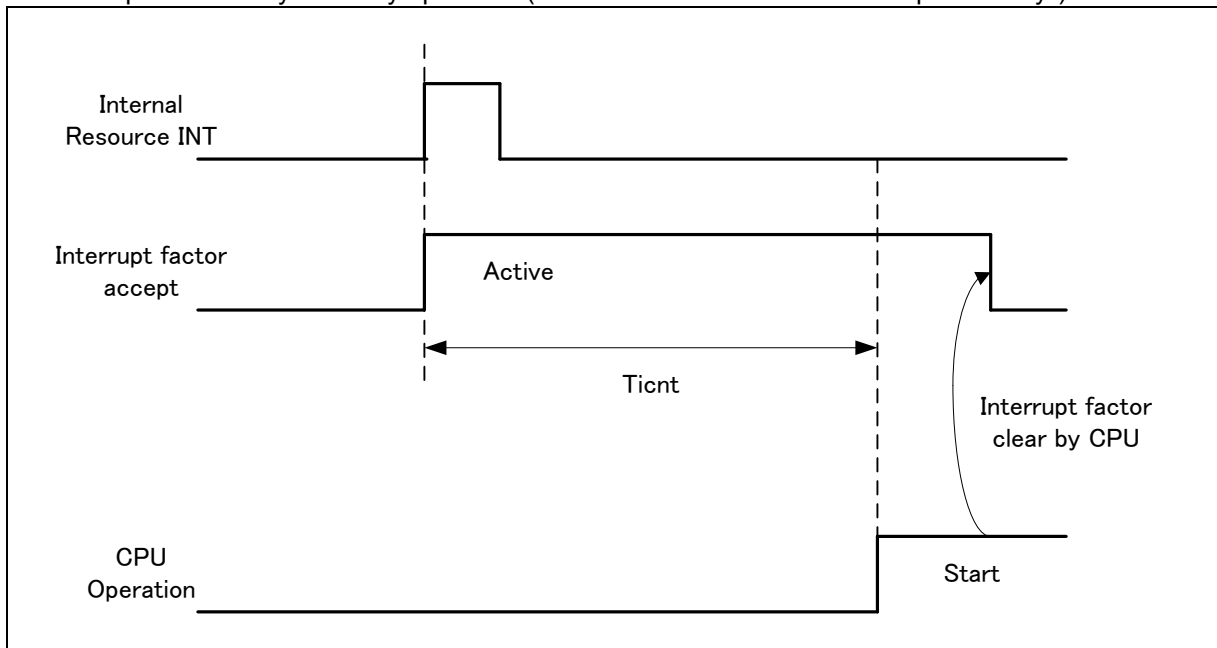 Internal
Resource INT
Interrupt factor
accept
Active
Ticnt
Interrupt factor
clear by CPU
CPU
Operation
Start